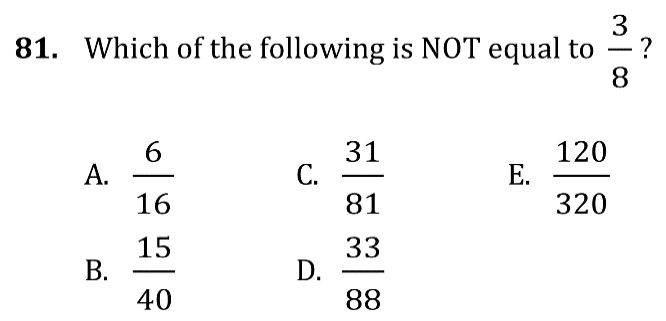 81. Which of the following is NOT equal to 3/8 ?
A. 6/16
B. 15/40
C. 31/81
D. 33/88
E. 120/320